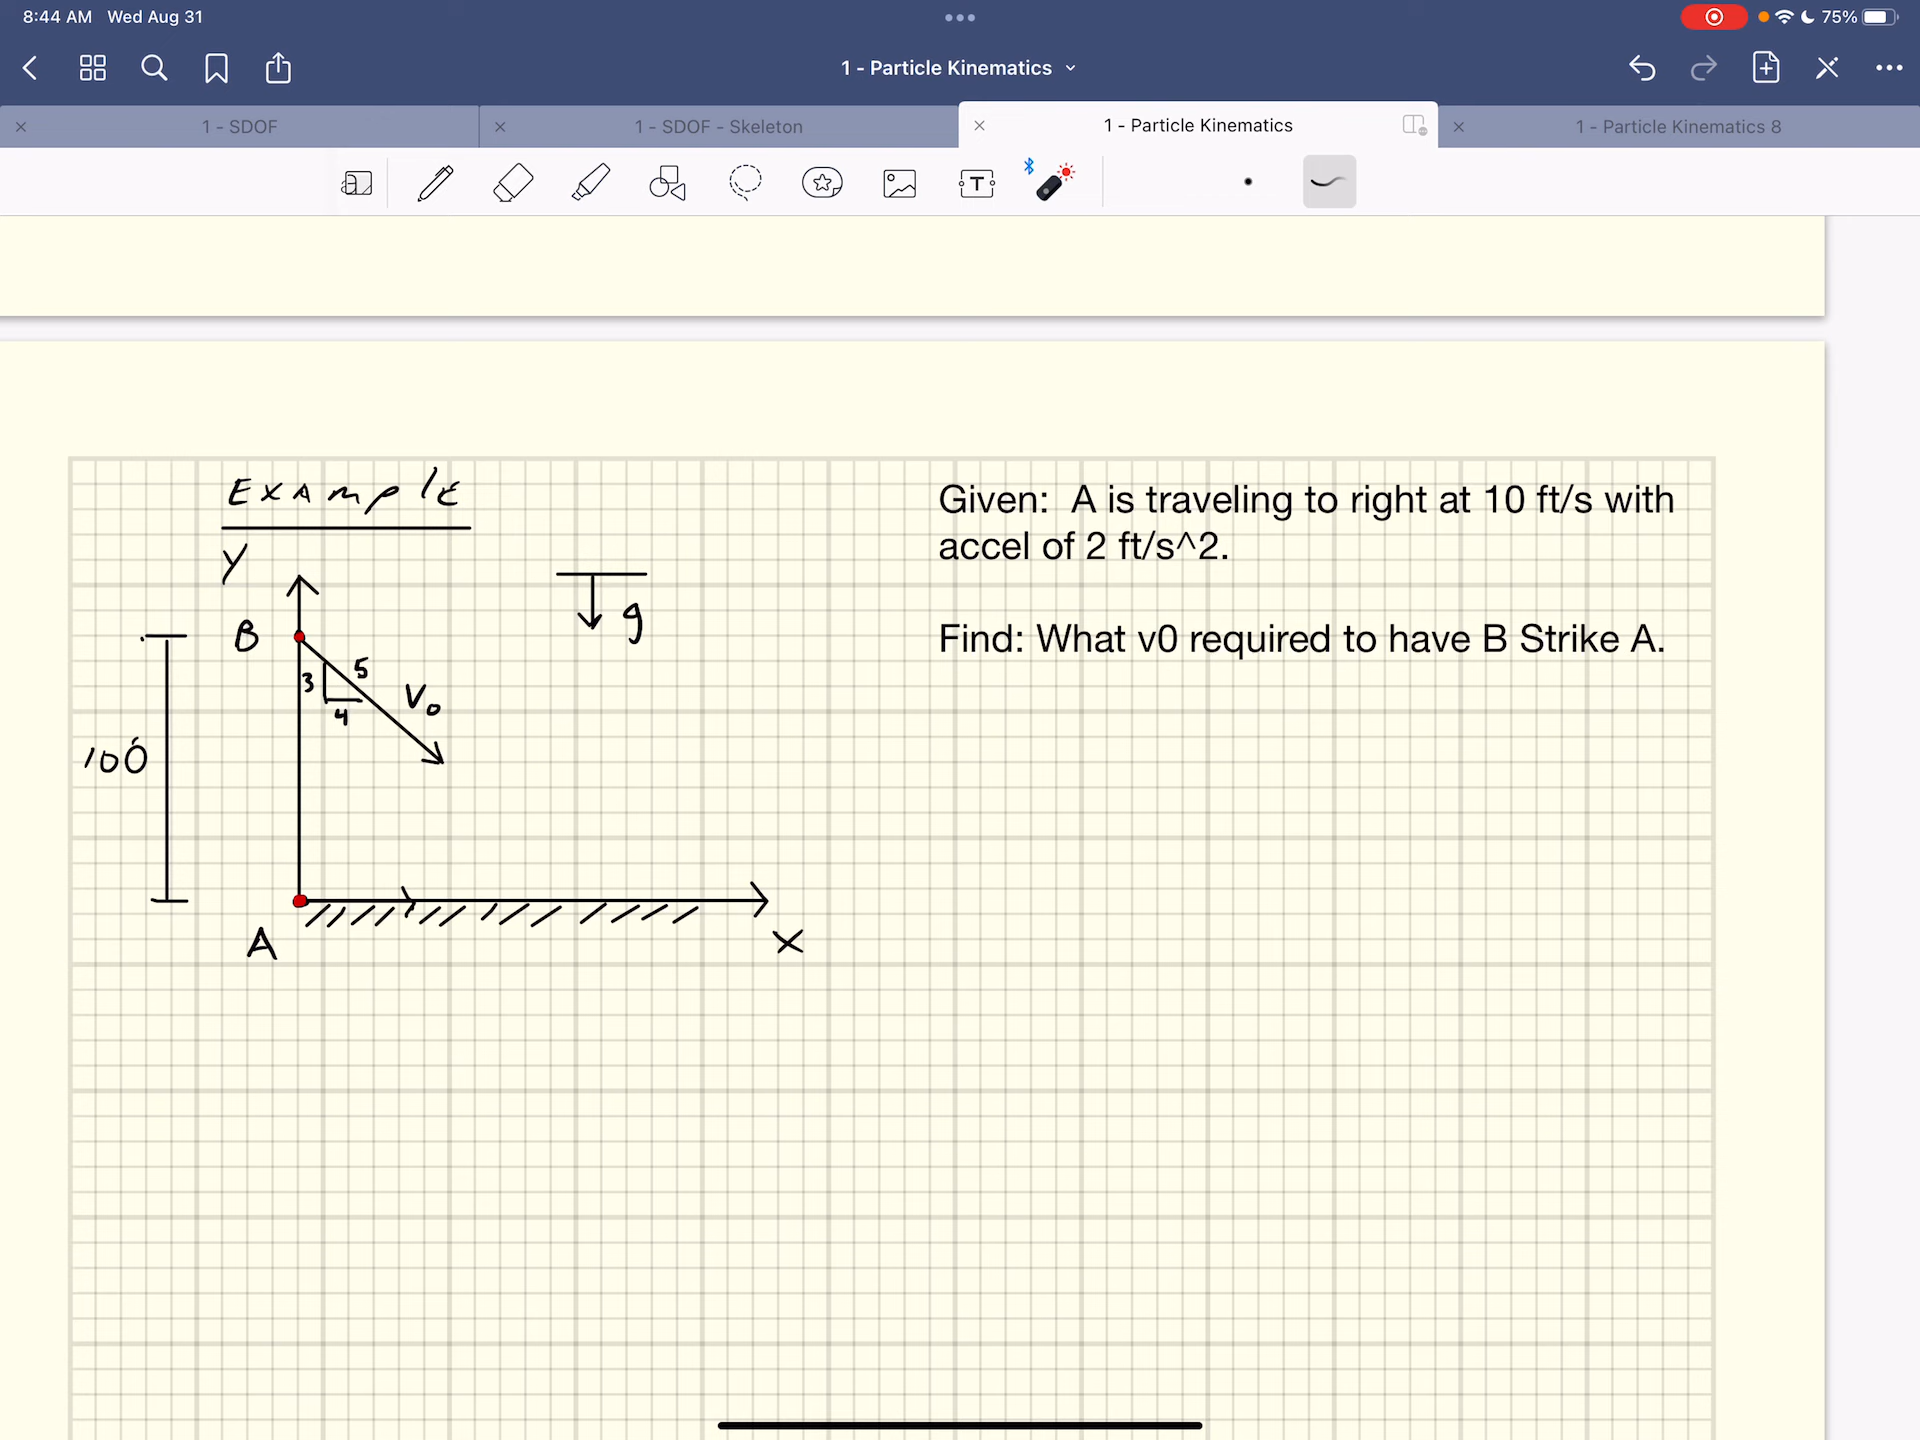 8:44 AM Wed Aug 31
75%
1 - Particle Kinematics
1 - SDOF
1 - SDOF - Skeleton
1 - Particle Kinematics
1 - Particle Kinematics 8
T
Example
Given: A is traveling to right at 10 ft/s with
accel of 2 ft/s^2.
Y
g
B
Find: What v0 required to have B Strike A.
5
3
V₀
4
100'
A
X